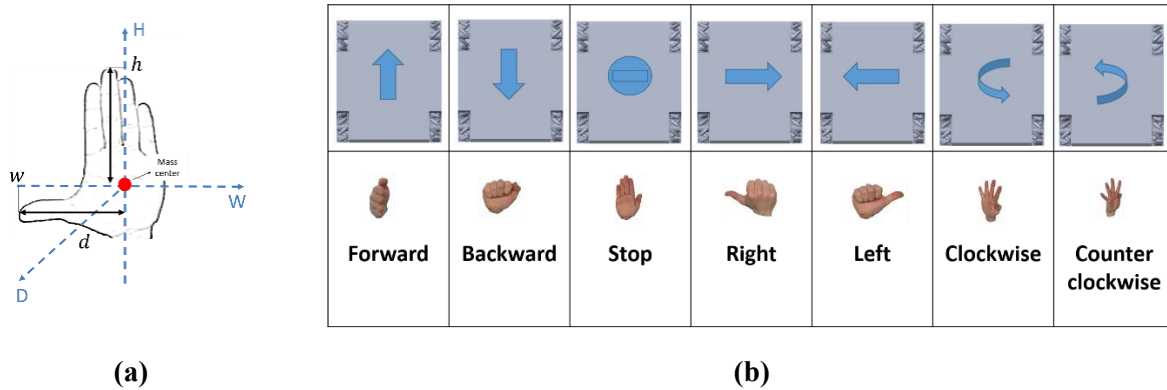 H
h
Mass
center
w
W
d
D
Forward
Backward
Stop
Right
Left
Clockwise
Counter
clockwise
(a)
(b)